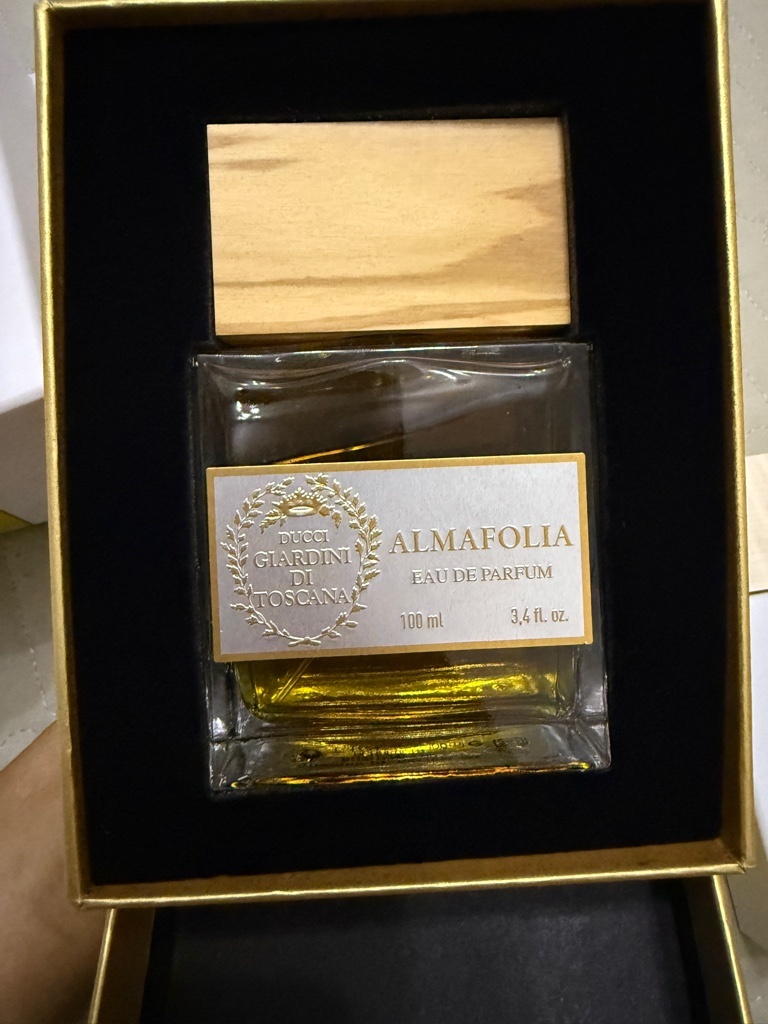 DUCCI
GIARDINI
DI
TOSCANA
ALMAFOLIA
EAU DE PARFUM
100 ml 3,4 fl. oz.